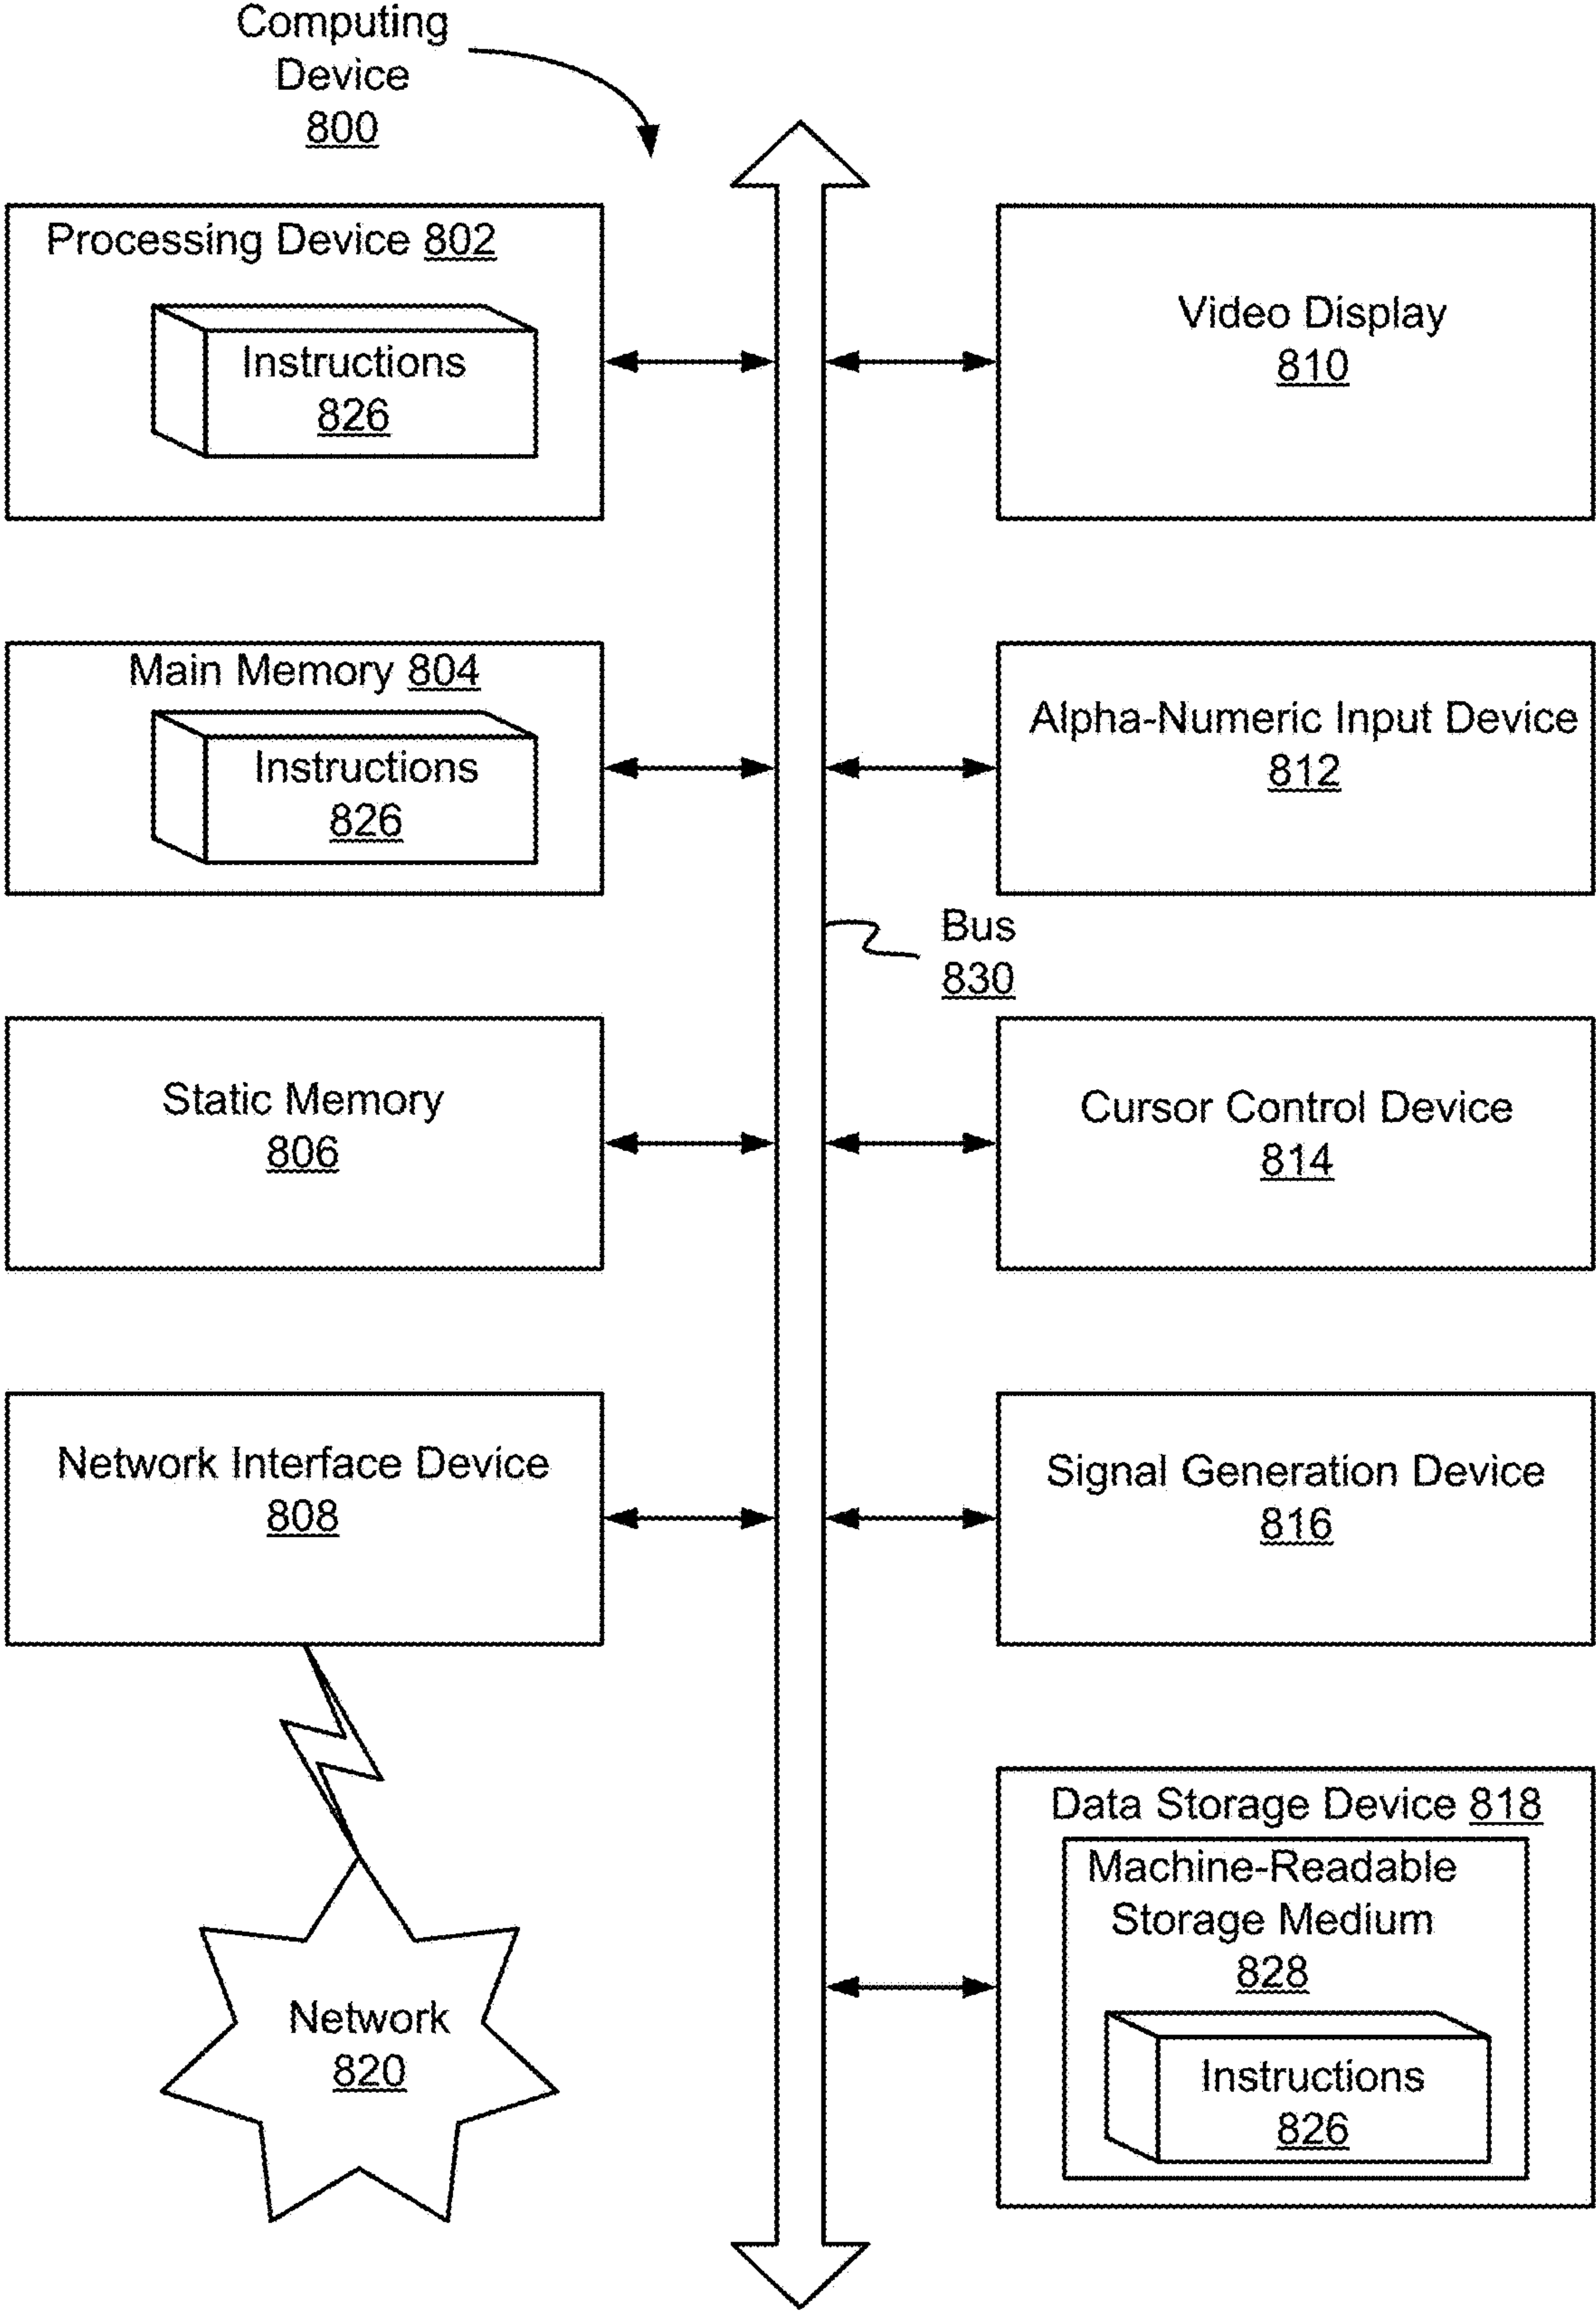 Computing
Device
800
Processing Device 802
Instructions
826
Video Display
810
Main Memory 804
Instructions
826
Alpha-Numeric Input Device
812
Bus
830
Static Memory
806
Cursor Control Device
814
Network Interface Device
808
Signal Generation Device
816
Data Storage Device 818
Machine-Readable
Storage Medium
828
Instructions
826
Network
820